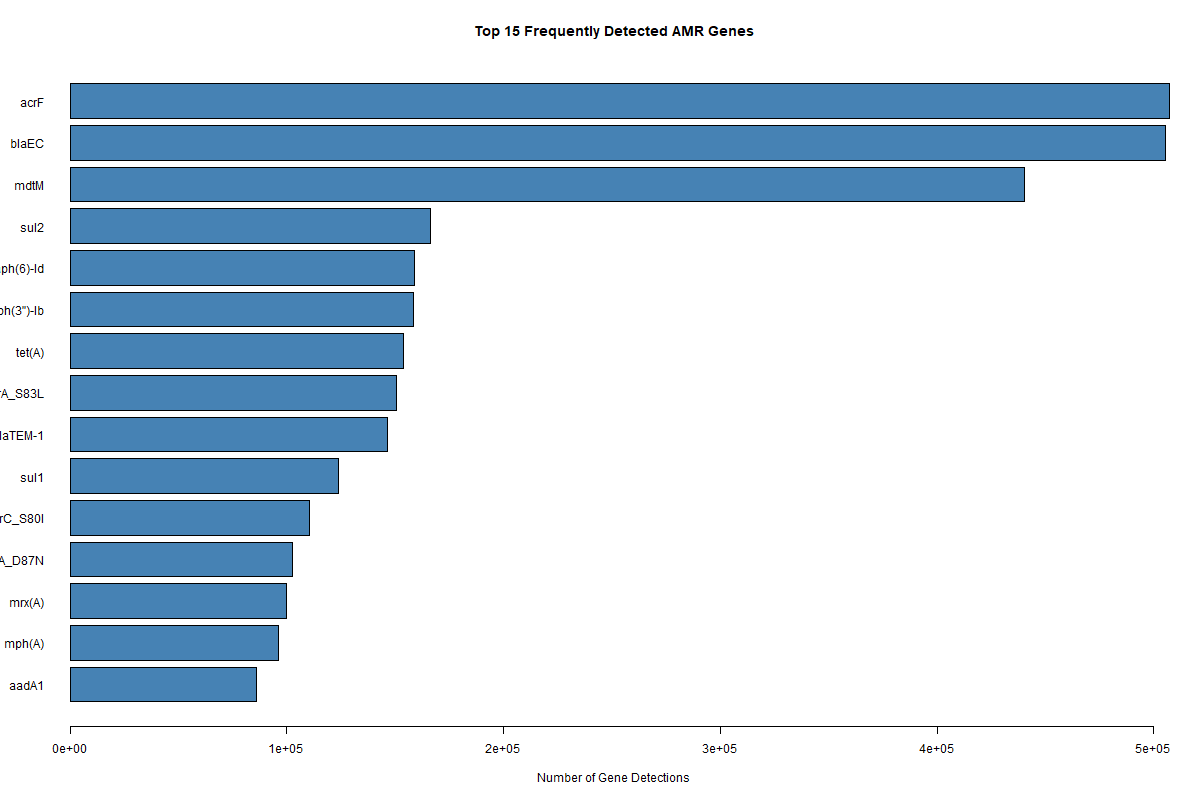 Top 15 Frequently Detected AMR Genes
acrF
blaEC
mdtM
sul2
ph(6)-Id
ph(3")-Ib
tet(A)
rA_S83L
laTEM-1
sul1
rC_S80I
A_D87N
mrx(A)
mph(A)
aadA1
0e+00 1e+05 2e+05 3e+05 4e+05 5e+05
Number of Gene Detections